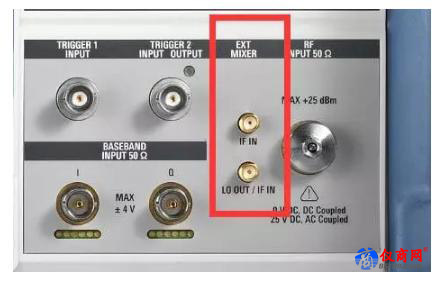 TRIGGER 1
INPUT
TRIGGER 2
INPUT OUTPUT
EXT
MIXER
RF
INPUT 50 Ω
MAX +25 dBm
IF IN
BASEBAND
INPUT 50 Ω
I
Q
MAX
± 4 V
LO OUT / IF IN
0 V DC, DC Coupled
25 V DC, AC Coupled
仪商网